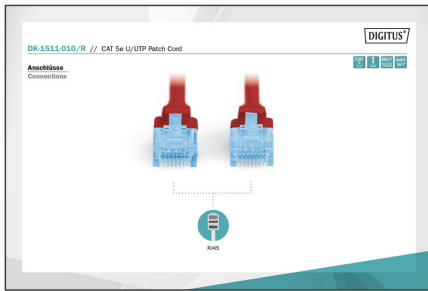 DIGITUS®
DK-1511-010/R // CAT 5e U/UTP Patch Cord
Anschlüsse
Connections
RJ45